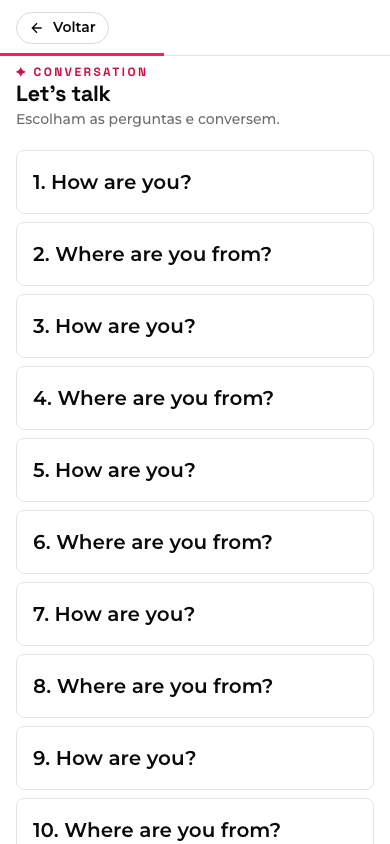 Voltar
CONVERSATION
Let's talk
Escolham as perguntas e conversem.
1. How are you?
2. Where are you from?
3. How are you?
4. Where are you from?
5. How are you?
6. Where are you from?
7. How are you?
8. Where are you from?
9. How are you?
10. Where are you from?